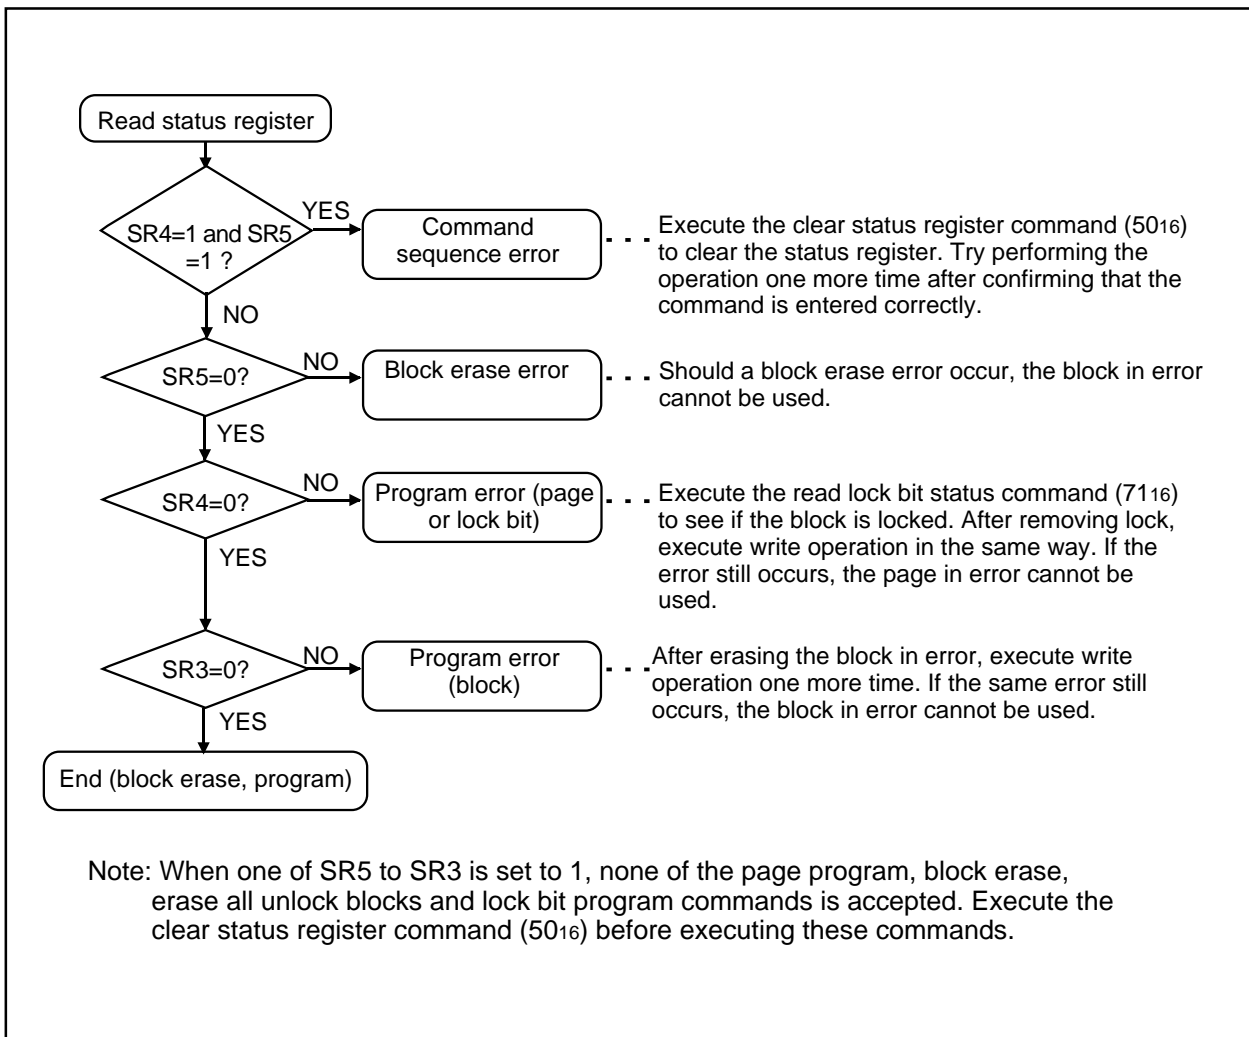 Read status register
YES
SR4=1 and SR5
=1 ?
Command
sequence error
Execute the clear status register command (5016)
to clear the status register. Try performing the
operation one more time after confirming that the
command is entered correctly.
NO
SR5=0?
NO
Block erase error
Should a block erase error occur, the block in error
cannot be used.
YES
SR4=0?
NO
Program error (page
or lock bit)
Execute the read lock bit status command (7116)
to see if the block is locked. After removing lock,
execute write operation in the same way. If the
error still occurs, the page in error cannot be
used.
YES
SR3=0?
NO
Program error
(block)
After erasing the block in error, execute write
operation one more time. If the same error still
occurs, the block in error cannot be used.
YES
End (block erase, program)
Note: When one of SR5 to SR3 is set to 1, none of the page program, block erase,
erase all unlock blocks and lock bit program commands is accepted. Execute the
clear status register command (5016) before executing these commands.